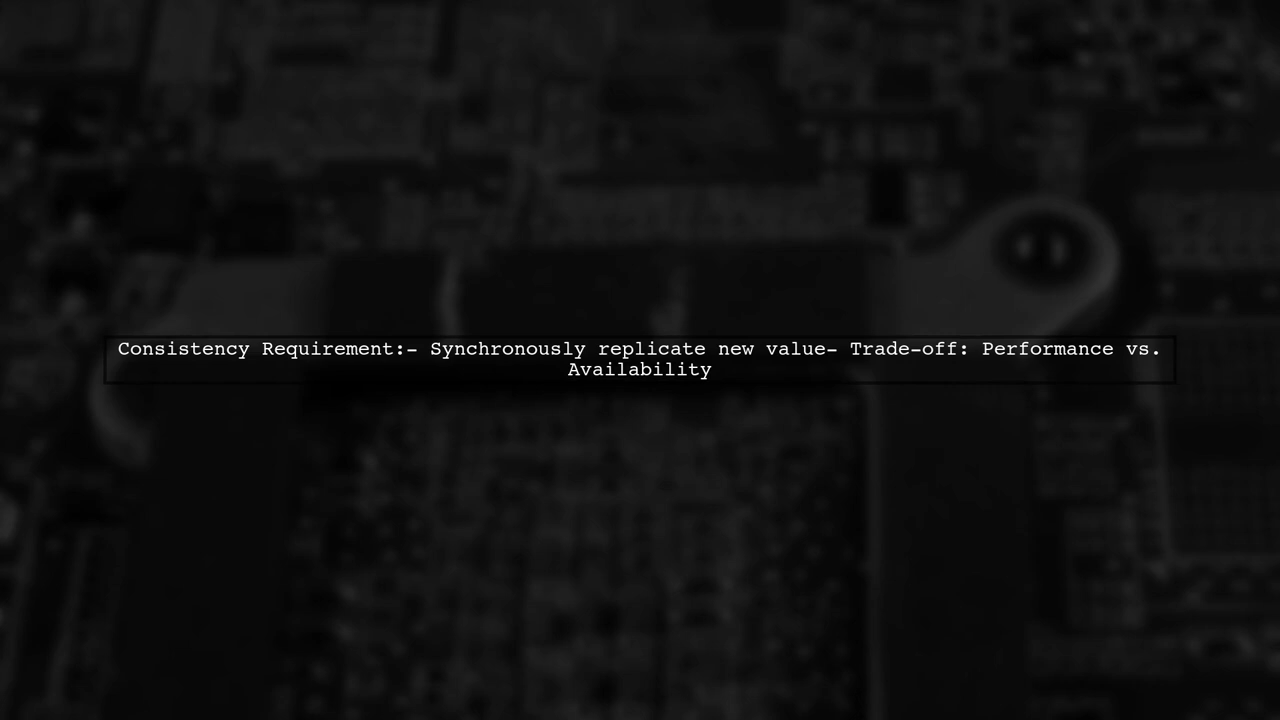 Consistency Requirement:- Synchronously replicate new value- Trade-off: Performance vs.
Availability